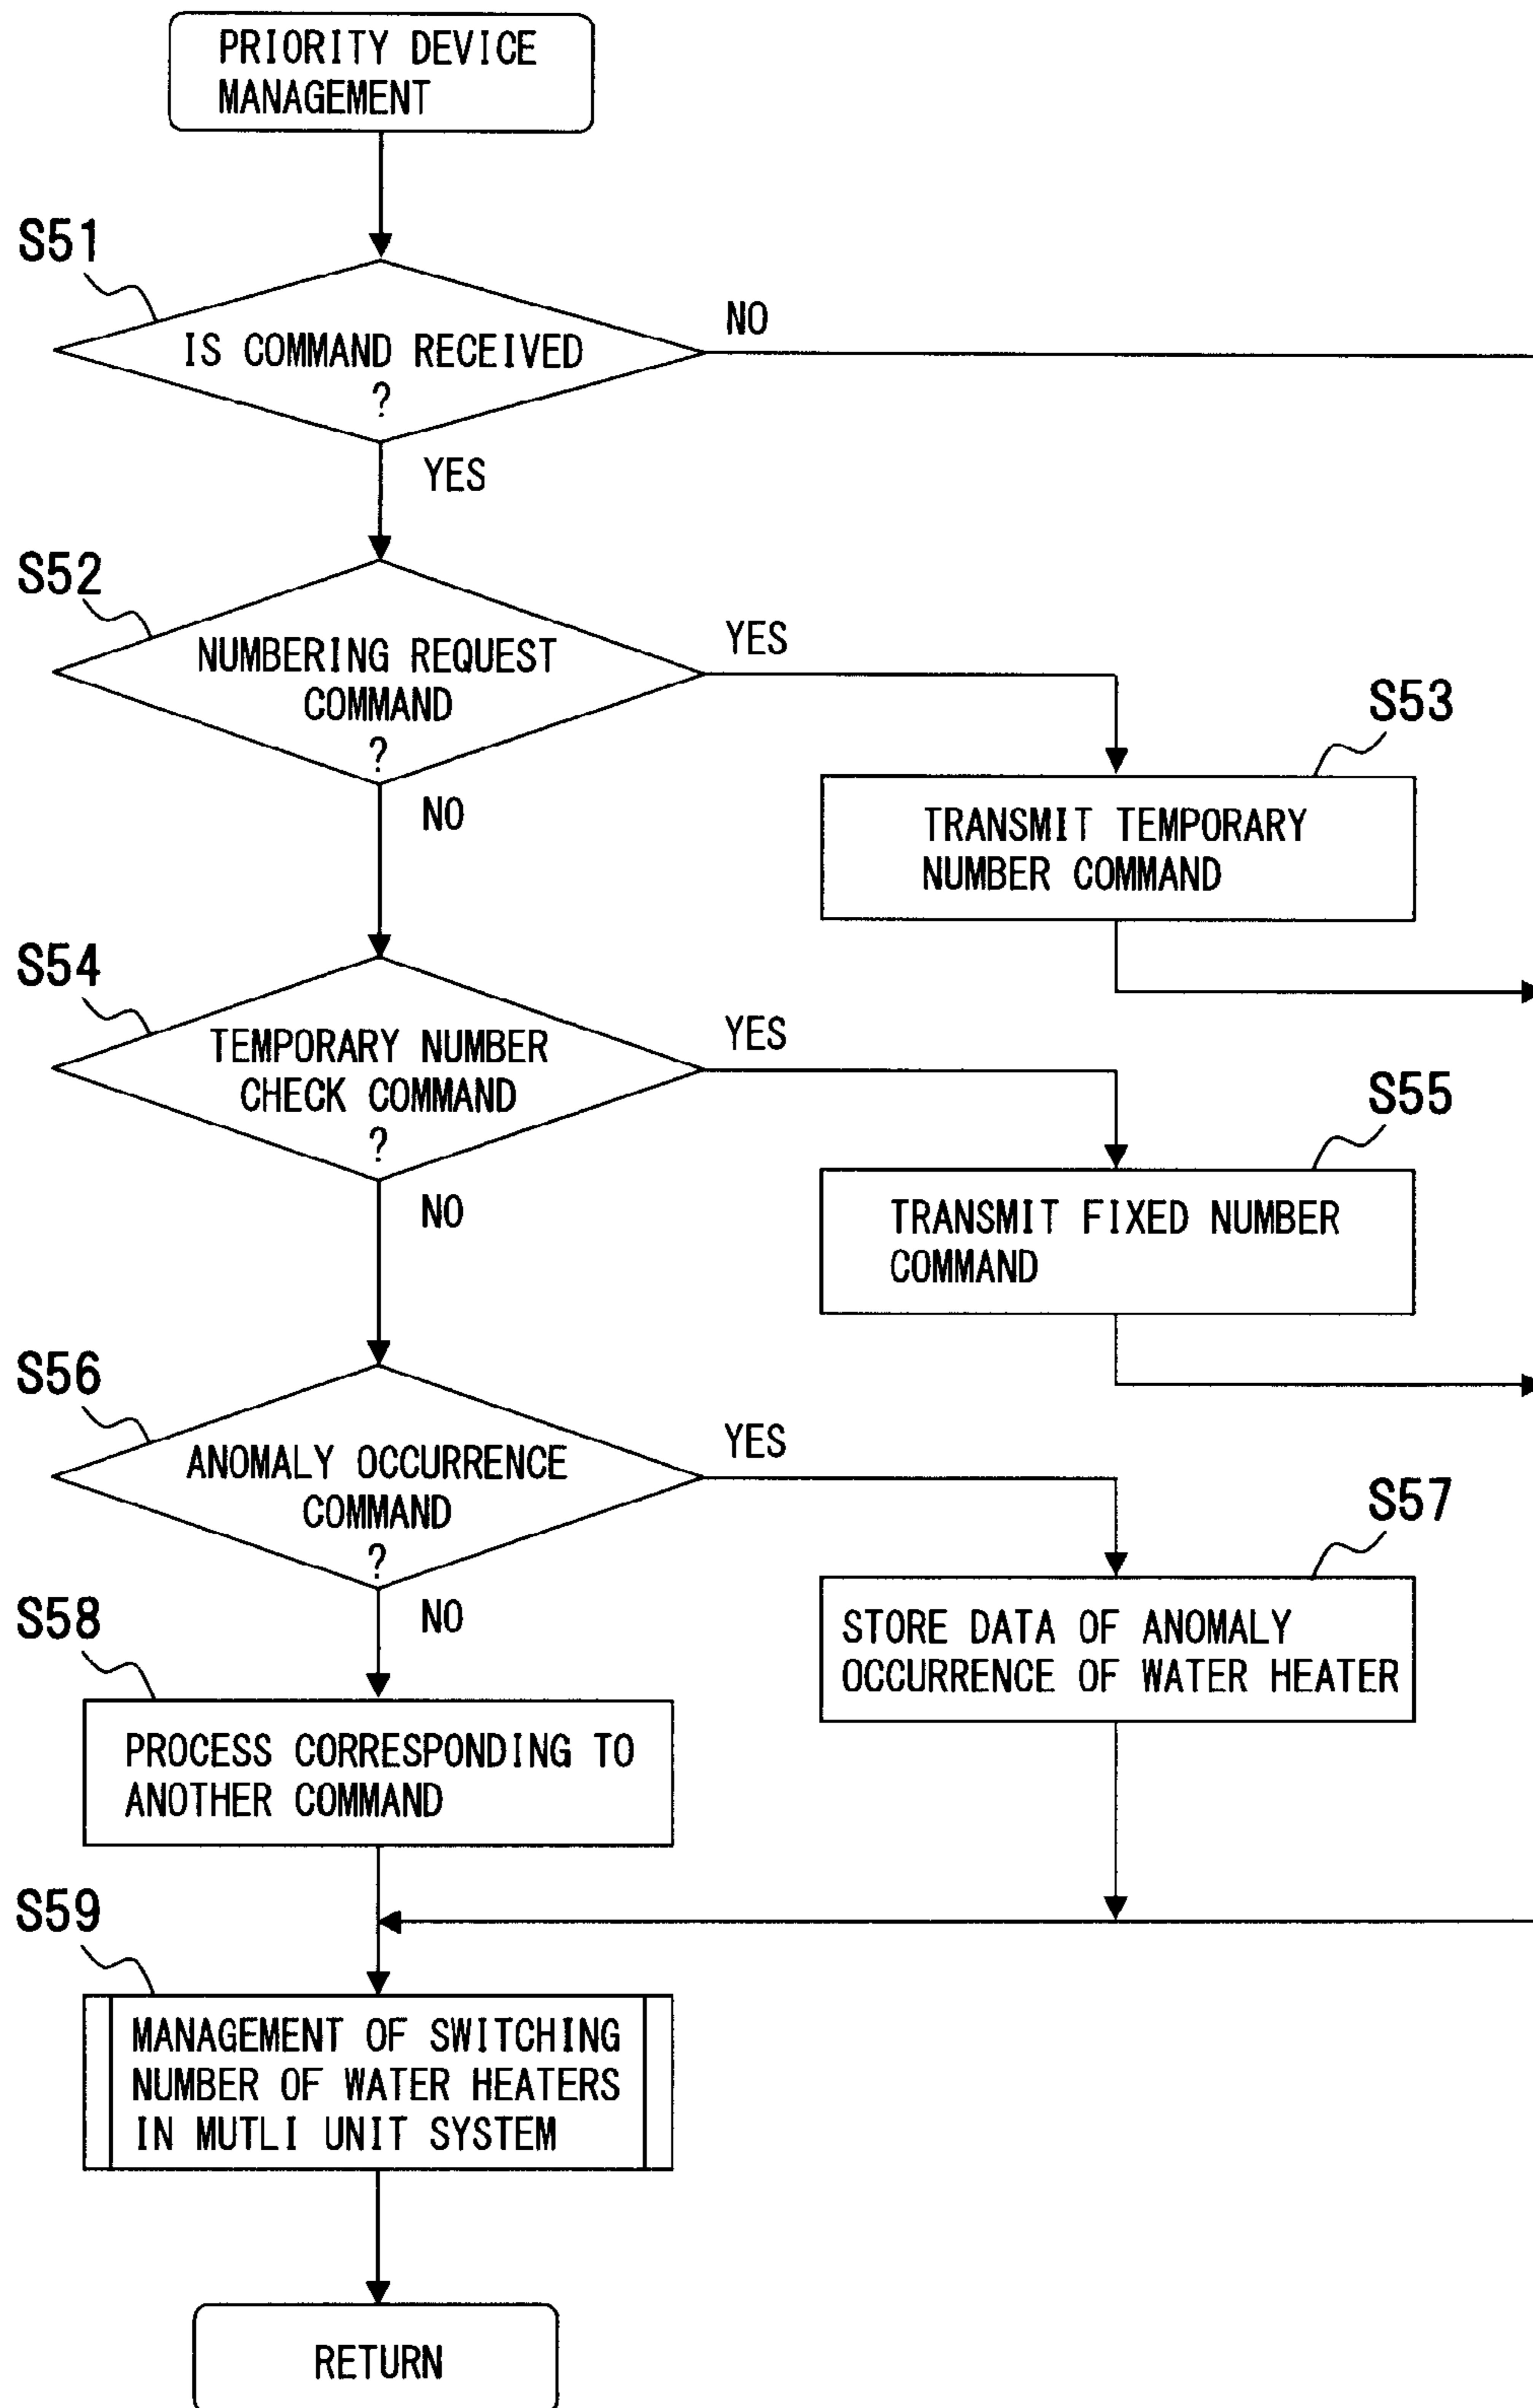 PRIORITY DEVICE
MANAGEMENT
S51
IS COMMAND RECEIVED
?
NO
YES
S52
NUMBERING REQUEST
COMMAND
?
YES
NO
S53
TRANSMIT TEMPORARY
NUMBER COMMAND
S54
TEMPORARY NUMBER
CHECK COMMAND
?
YES
NO
S55
TRANSMIT FIXED NUMBER
COMMAND
S56
ANOMALY OCCURRENCE
COMMAND
?
YES
NO
S57
STORE DATA OF ANOMALY
OCCURRENCE OF WATER HEATER
S58
PROCESS CORRESPONDING TO
ANOTHER COMMAND
S59
MANAGEMENT OF SWITCHING
NUMBER OF WATER HEATERS
IN MUTLI UNIT SYSTEM
RETURN